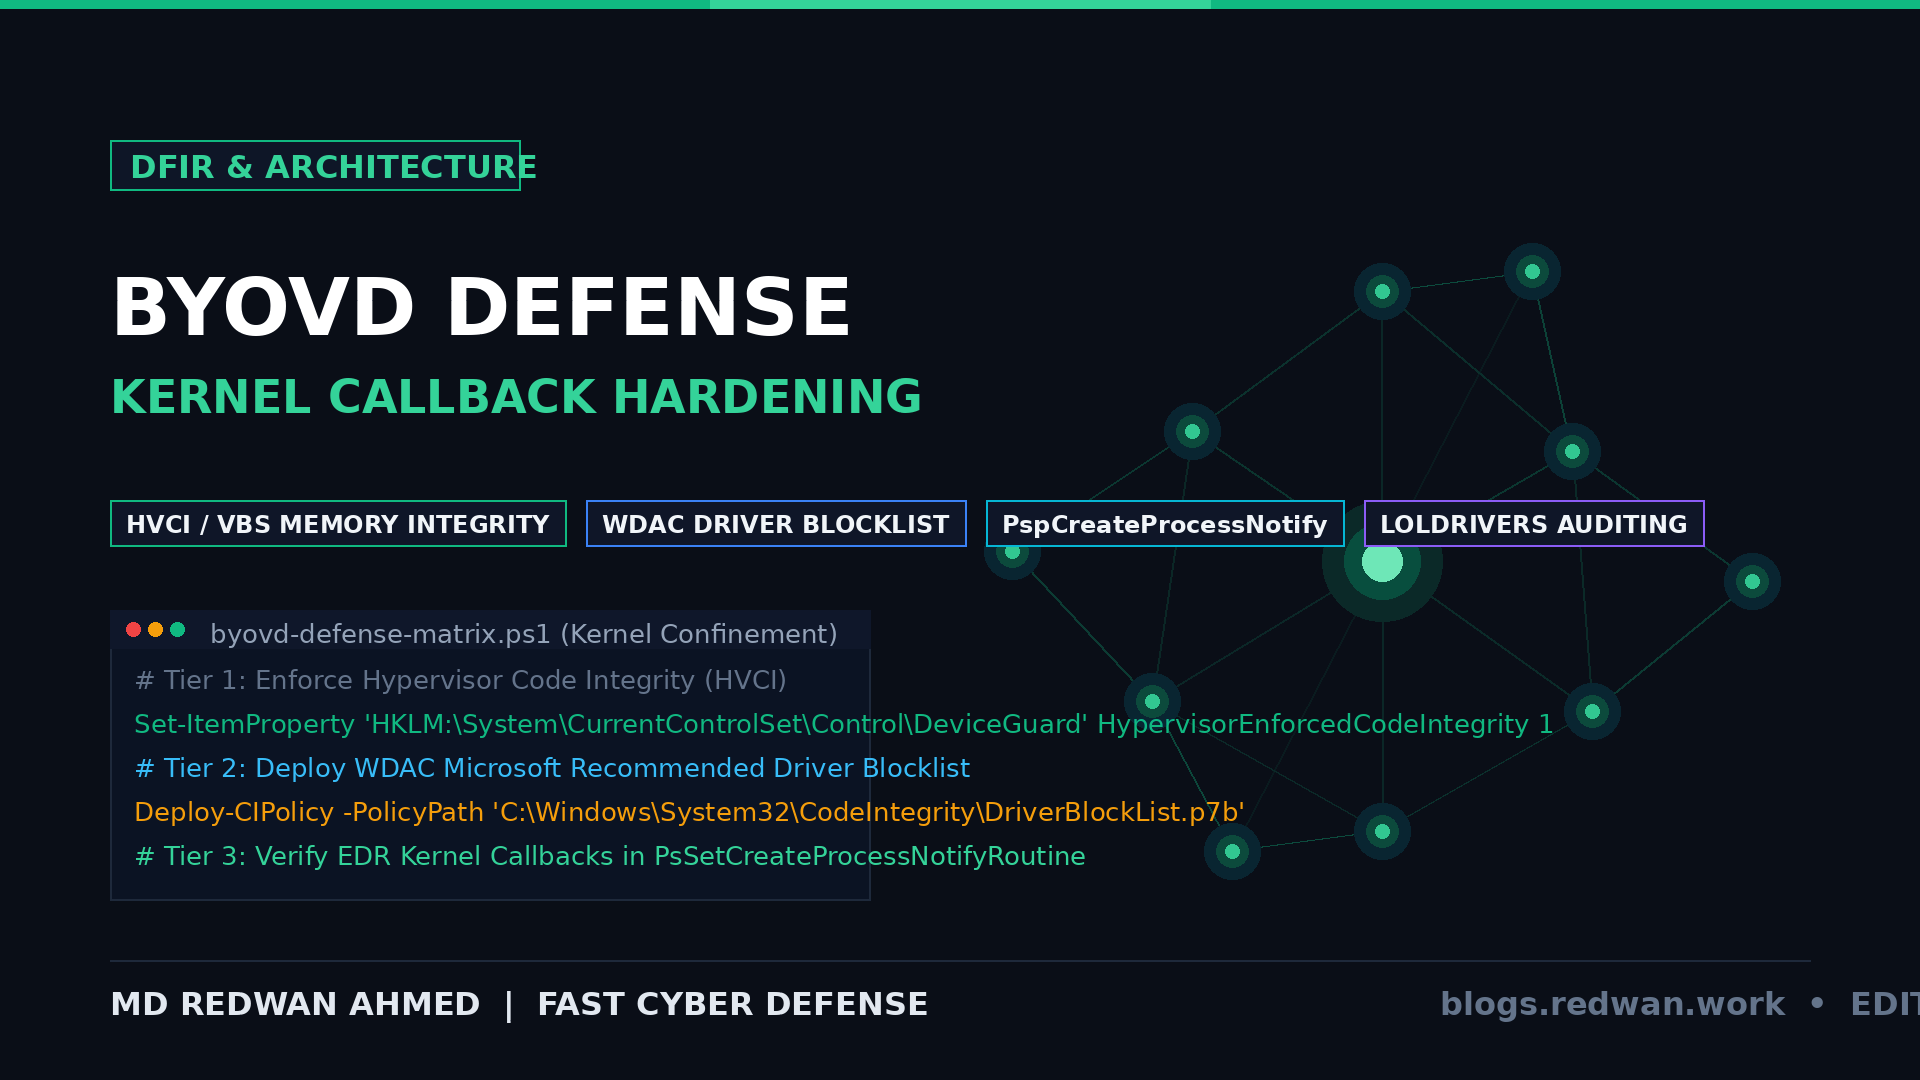 DFIR & ARCHITECTURE
BYOVD DEFENSE
KERNEL CALLBACK HARDENING
HVCI / VBS MEMORY INTEGRITY
WDAC DRIVER BLOCKLIST
PspCreateProcessNotify
LOLDRIVERS AUDITING
byovd-defense-matrix.ps1 (Kernel Confinement)
# Tier 1: Enforce Hypervisor Code Integrity (HVCI)
Set-ItemProperty 'HKLM:\System\CurrentControlSet\Control\DeviceGuard' HypervisorEnforcedCodeIntegrity 1
# Tier 2: Deploy WDAC Microsoft Recommended Driver Blocklist
Deploy-CIPolicy -PolicyPath 'C:\Windows\System32\CodeIntegrity\DriverBlockList.p7b'
# Tier 3: Verify EDR Kernel Callbacks in PsSetCreateProcessNotifyRoutine
MD REDWAN AHMED | FAST CYBER DEFENSE
blogs.redwan.work •